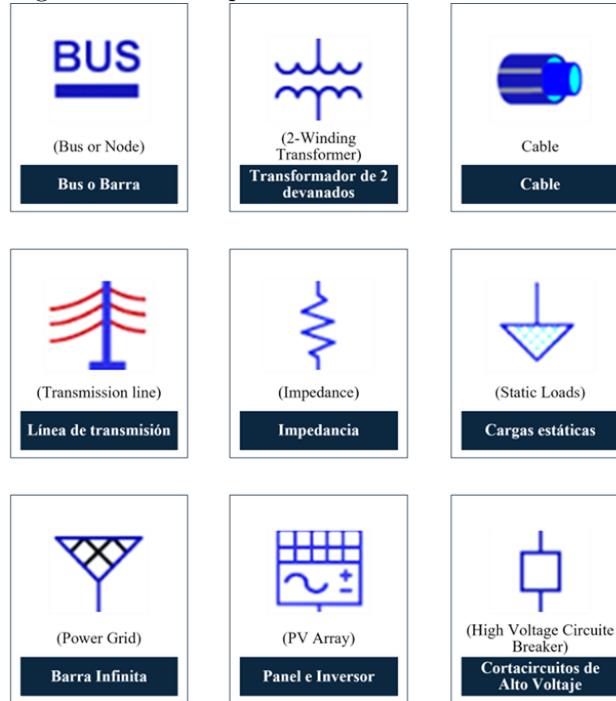 BUS
(Bus or Node)
Bus o Barra
(2-Winding
Transformer)
Transformador de 2
devanados
Cable
Cable
(Transmission line)
Línea de transmisión
(Impedance)
Impedancia
(Static Loads)
Cargas estáticas
(Power Grid)
Barra Infinita
(PV Array)
Panel e Inversor
(High Voltage Circuite
Breaker)
Cortacircuitos de
Alto Voltaje